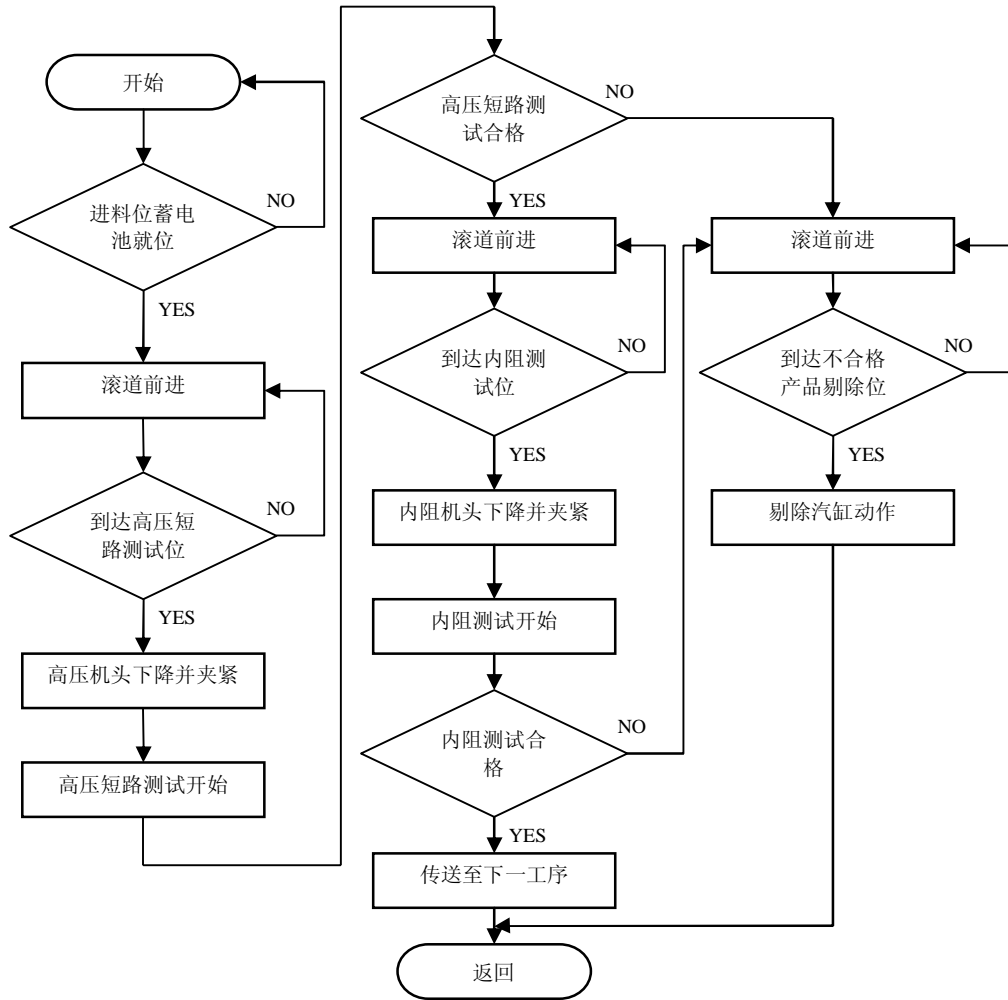 开始
进料位蓄电
池就位
NO
YES
滚道前进
到达高压短
路测试位
NO
YES
高压机头下降并夹紧
高压短路测试开始
高压短路测
试合格
NO
YES
滚道前进
到达内阻测
试位
NO
YES
内阻机头下降并夹紧
内阻测试开始
内阻测试合
格
NO
YES
传送至下一工序
返回
滚道前进
到达不合格
产品剔除位
NO
YES
剔除汽缸动作